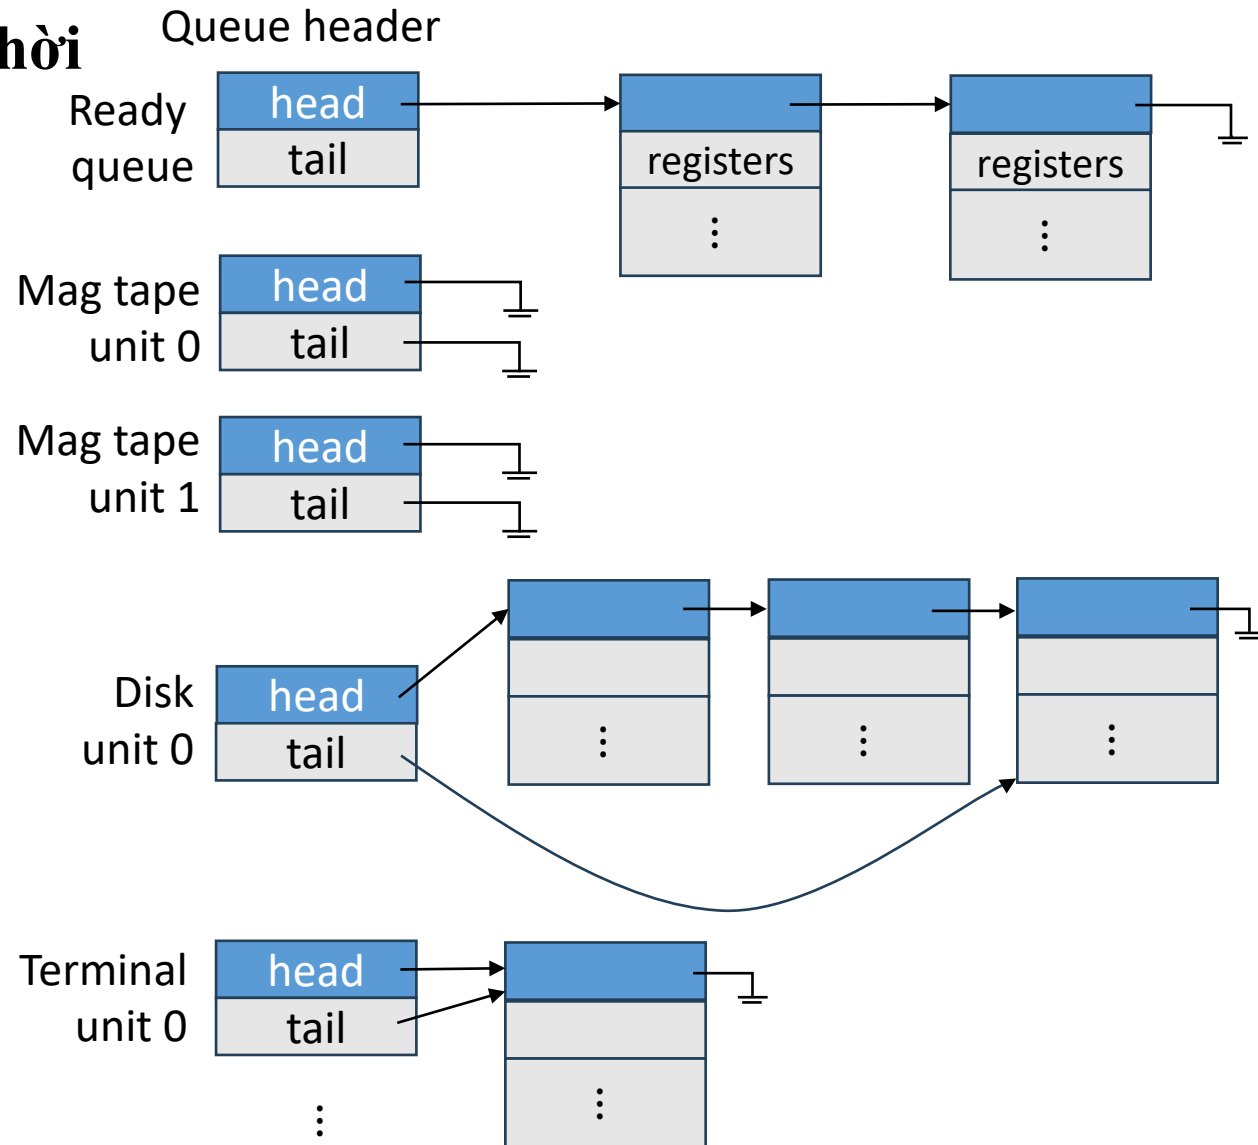 Queue header
Ready
queue
head
tail
registers
⋮
registers
⋮
Mag tape
unit 0
head
tail
Mag tape
unit 1
head
tail
Disk
unit 0
head
tail
⋮
⋮
⋮
Terminal
unit 0
head
tail
⋮
⋮